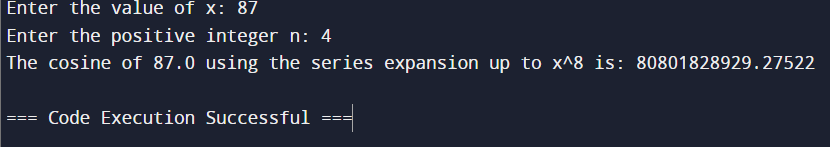 Enter the value of x: 87
Enter the positive integer n: 4
The cosine of 87.0 using the series expansion up to x^8 is: 80801828929.27522
=== Code Execution Successful ===